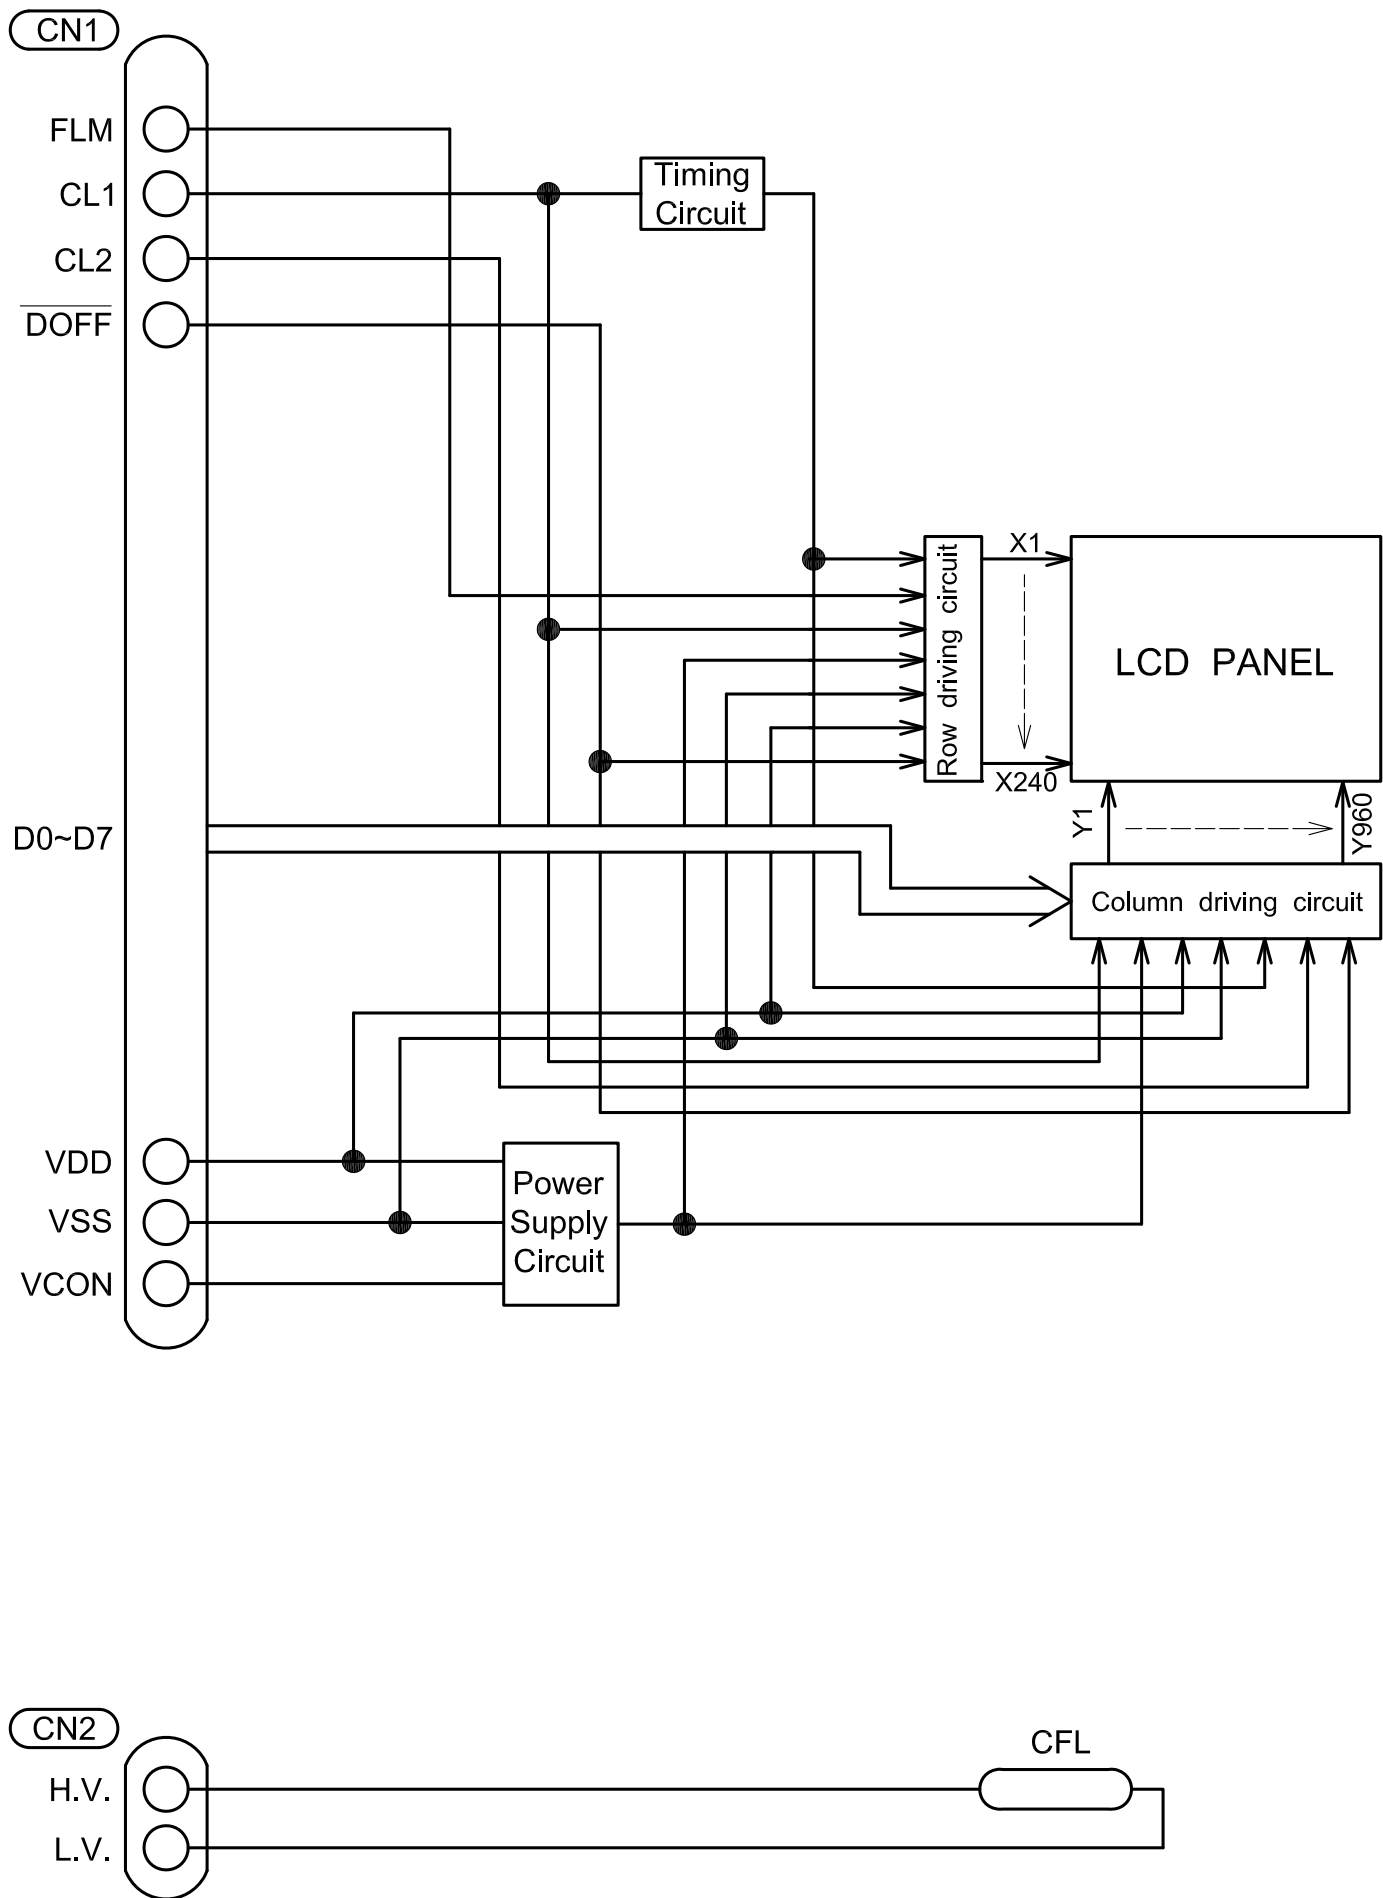 CN1
FLM
CL1
CL2
DOFF
Timing
Circuit
Row driving circuit
X1
X240
LCD PANEL
Y1
Y960
D0~D7
Column driving circuit
VDD
VSS
VCON
Power
Supply
Circuit
CN2
H.V.
L.V.
CFL